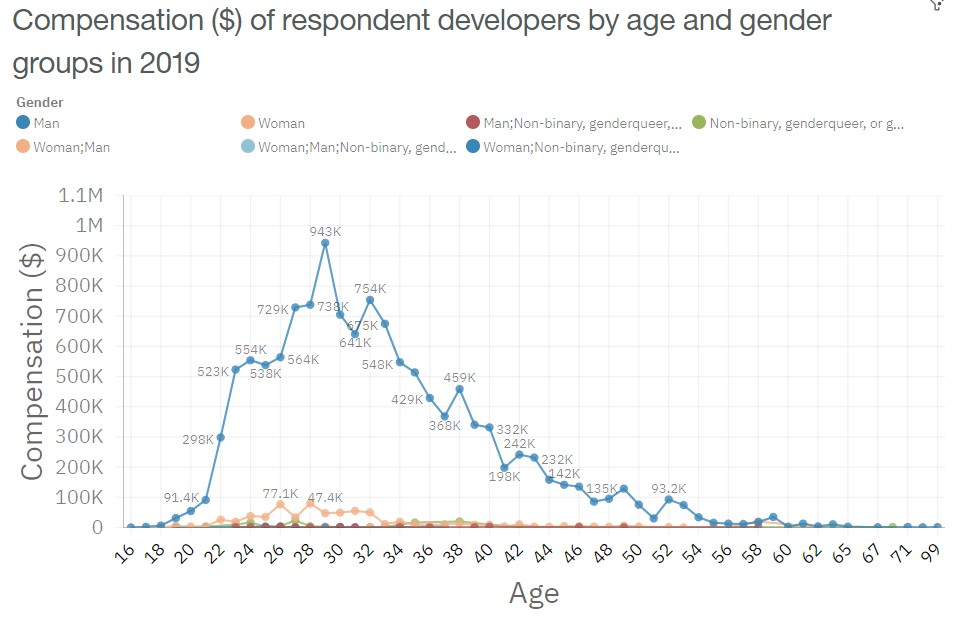 Compensation ($) of respondent developers by age and gender
groups in 2019
Gender
Man
Woman
Man;Non-binary, genderqueer,...
Non-binary, genderqueer, or g...
Woman;Man
Woman;Man;Non-binary, gend...
Woman;Non-binary, genderqu...
1.1M
1M
900K
800K
700K
600K
500K
400K
300K
200K
100K
0
Compensation ($)
943K
754K
729K
738K
675K
641K
554K
564K
548K
523K
538K
459K
429K
368K
332K
298K
242K
232K
198K
142K
135K
91.4K
77.1K
47.4K
93.2K
16 18 20 22 24 26 28 30 32 34 36 38 40 42 44 46 48 50 52 54 56 58 60 62 65 67 71 99
Age